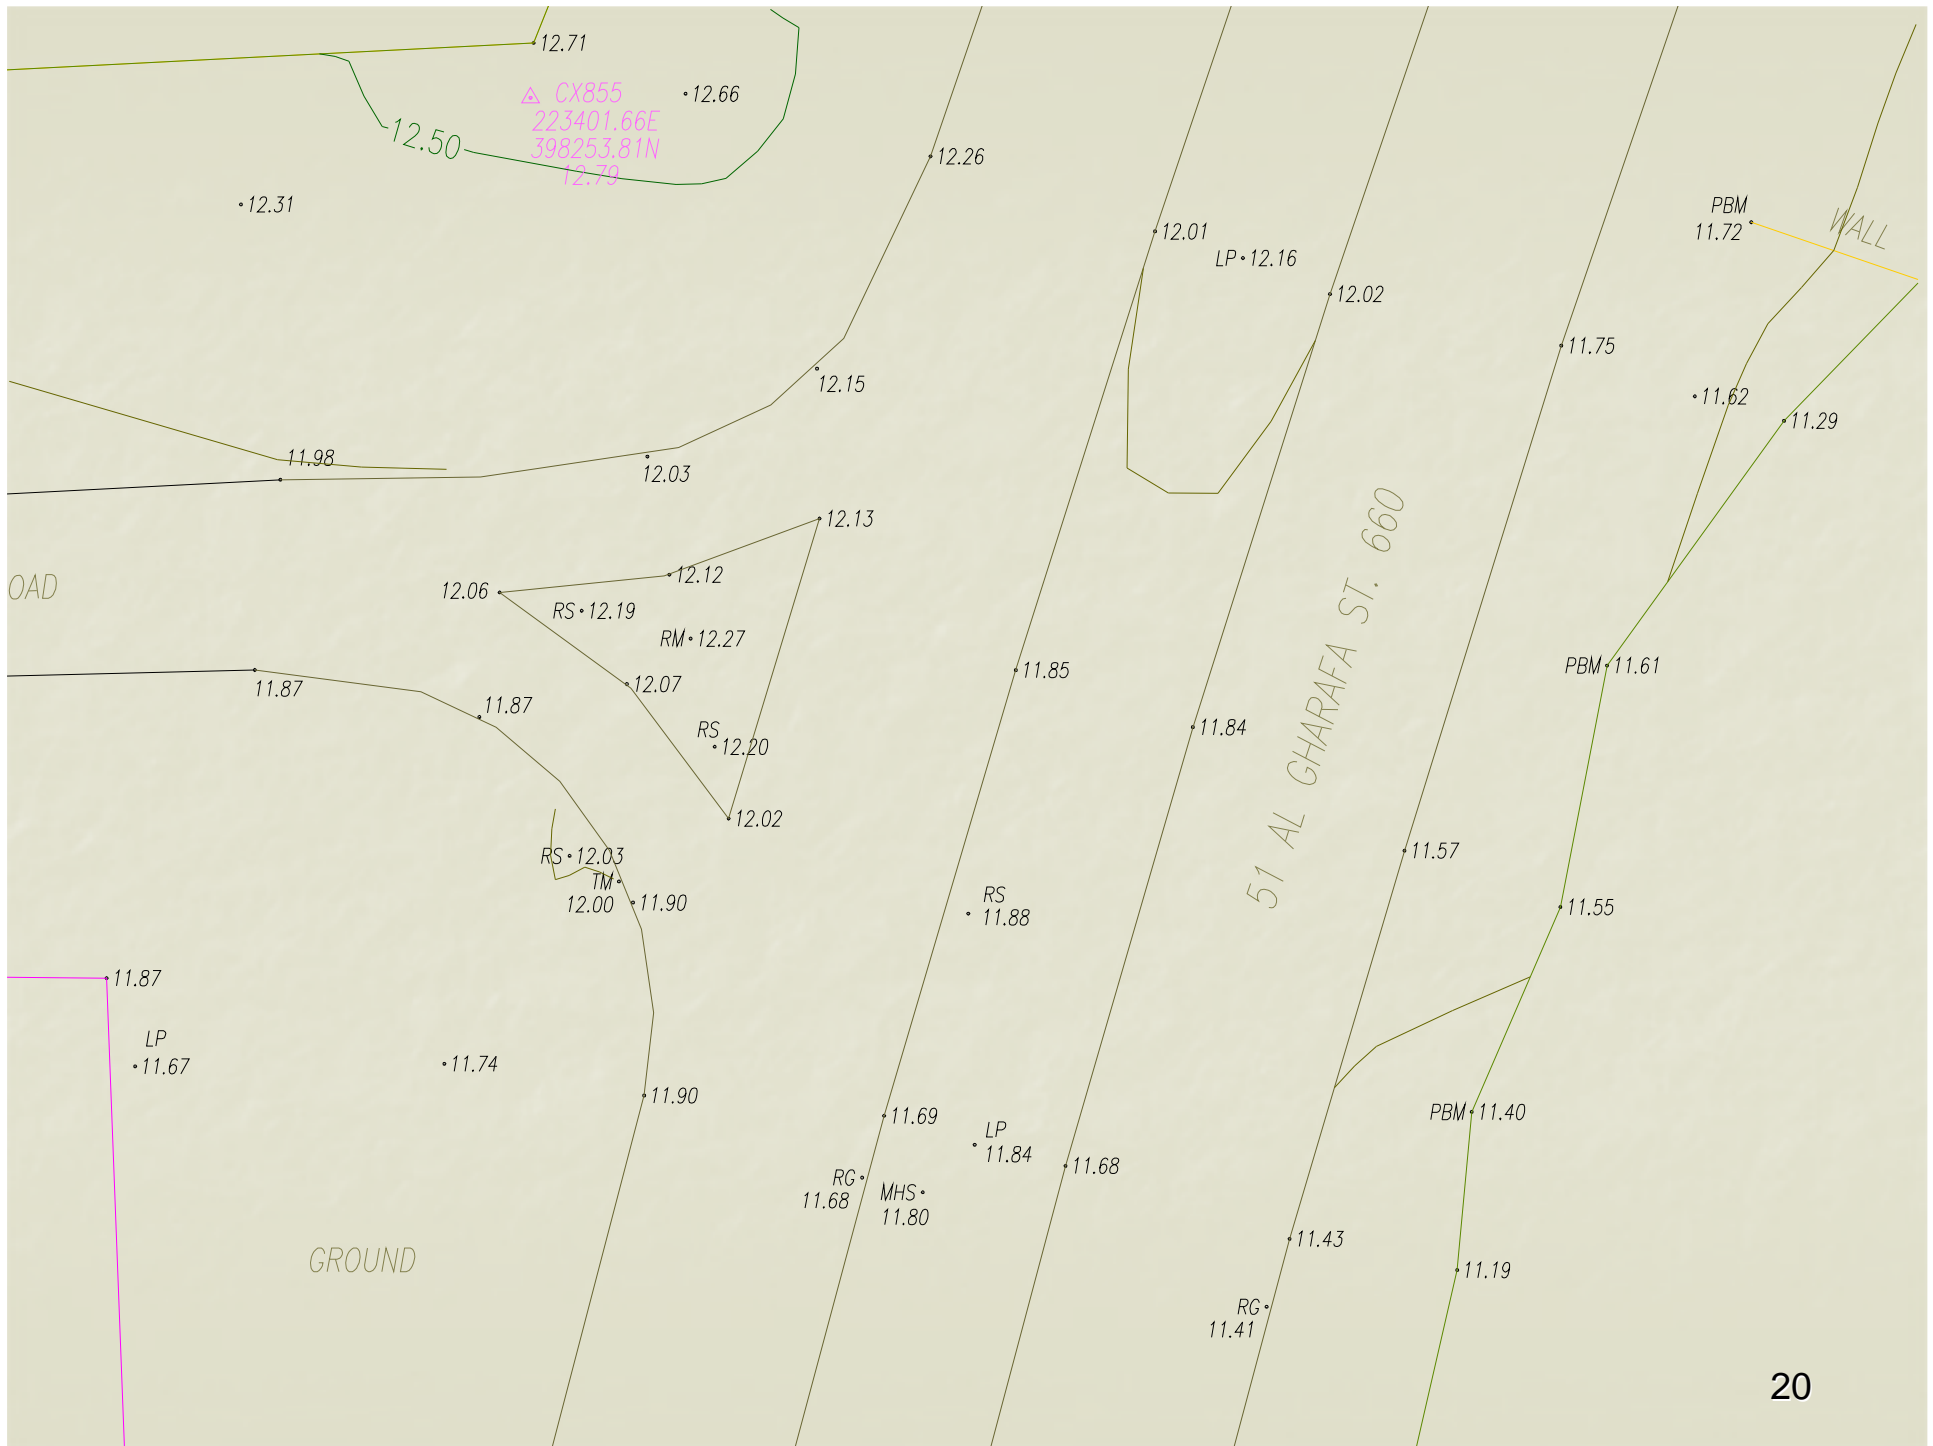 12.71
CX855
12.66
223401.66E
12.50
398253.81N
12.26
12.79
12.31
PBM
11.72
WALL
12.01
LP 12.16
12.02
11.75
12.15
11.62
11.29
11.98
12.03
12.13
OAD
12.06
12.12
RS 12.19
RM 12.27
51 AL GHARAFA ST. 660
11.85
PBM 11.61
11.87
12.07
11.87
RS
12.20
11.84
12.02
11.57
RS 12.03
TM
12.00
11.90
RS
11.88
11.55
11.87
LP
11.67
11.74
11.90
11.69
LP
11.84
PBM 11.40
11.68
RG
11.68
MHS
11.80
11.43
GROUND
11.19
RG
11.41
20